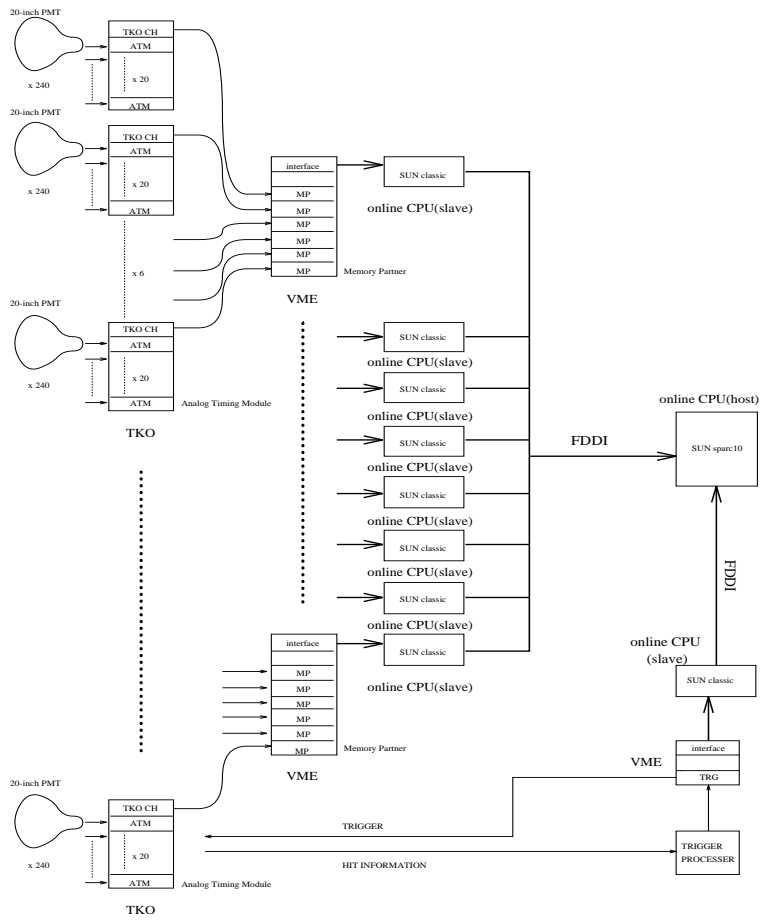 20-inch PMT
x 240
TKO CH
ATM
x 20
ATM
20-inch PMT
x 240
TKO CH
ATM
x 20
ATM
x 6
20-inch PMT
x 240
TKO CH
ATM
x 20
ATM
Analog Timing Module
TKO
interface
MP
MP
MP
MP
MP
MP
Memory Partner
VME
SUN classic
online CPU(slave)
SUN classic
online CPU(slave)
SUN classic
online CPU(slave)
SUN classic
online CPU(slave)
SUN classic
online CPU(slave)
SUN classic
online CPU(slave)
SUN classic
online CPU(slave)
SUN classic
online CPU(slave)
FDDI
online CPU(host)
SUN sparc10
FDDI
online CPU
(slave)
SUN classic
interface
MP
MP
MP
MP
MP
MP
Memory Partner
VME
VME
interface
TRG
20-inch PMT
x 240
TKO CH
ATM
x 20
ATM
Analog Timing Module
TKO
TRIGGER
HIT INFORMATION
TRIGGER
PROCESSER